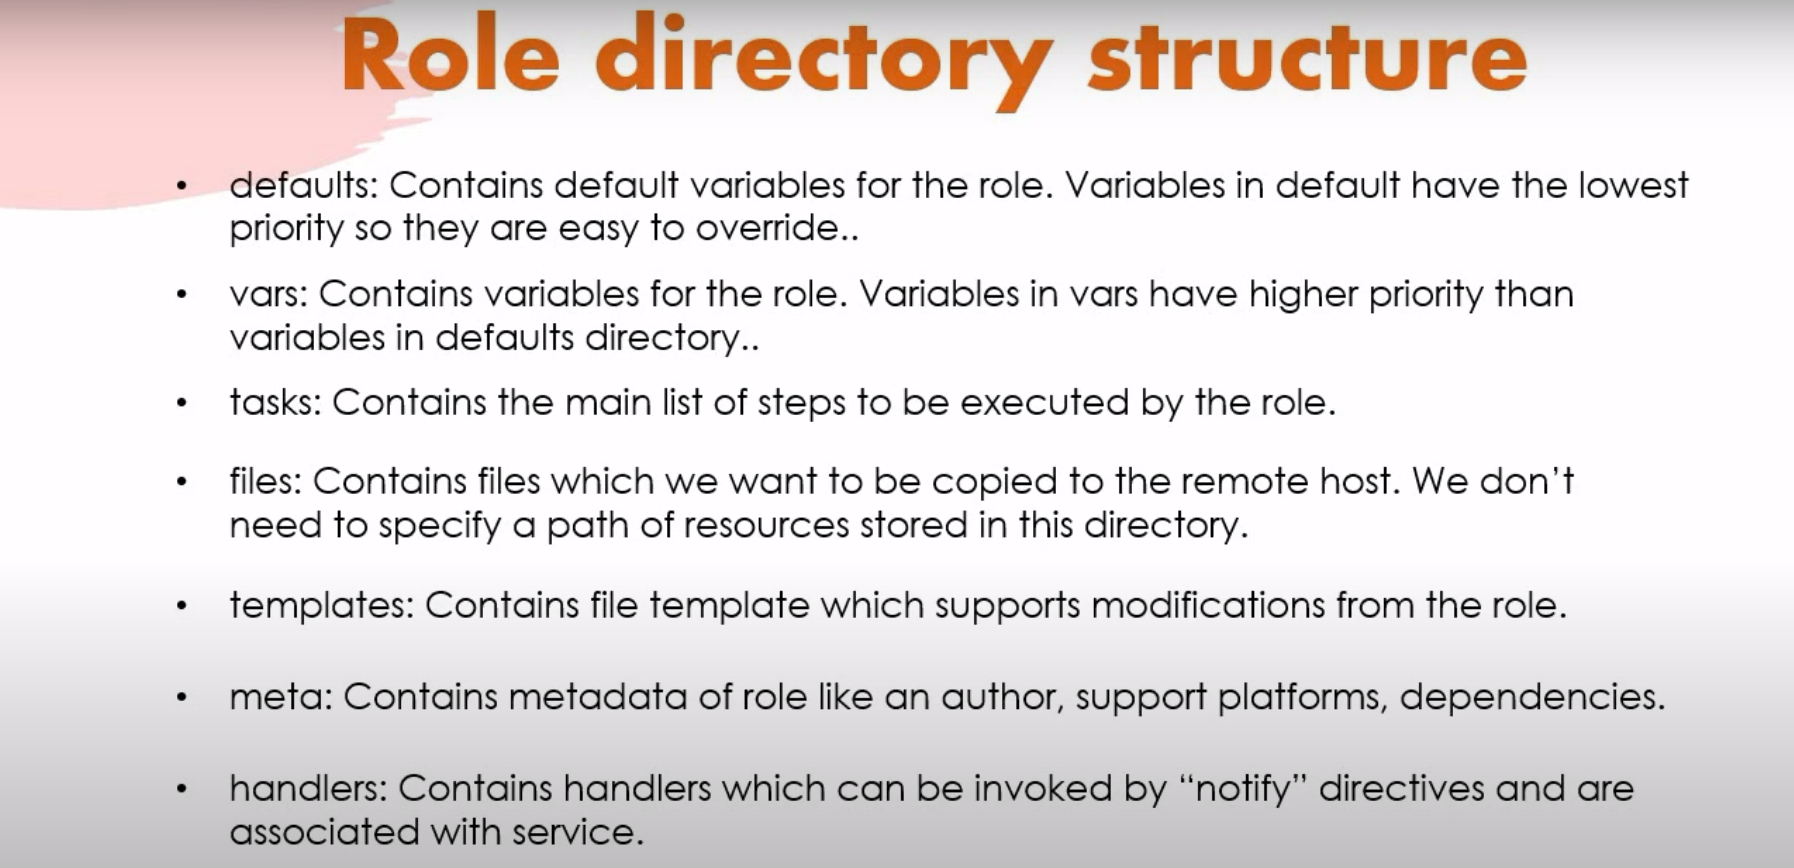 Role directory structure
• defaults: Contains default variables for the role. Variables in default have the lowest
priority so they are easy to override..
• vars: Contains variables for the role. Variables in vars have higher priority than
variables in defaults directory..
• tasks: Contains the main list of steps to be executed by the role.
• files: Contains files which we want to be copied to the remote host. We don’t
need to specify a path of resources stored in this directory.
• templates: Contains file template which supports modifications from the role.
• meta: Contains metadata of role like an author, support platforms, dependencies.
• handlers: Contains handlers which can be invoked by “notify” directives and are
associated with service.